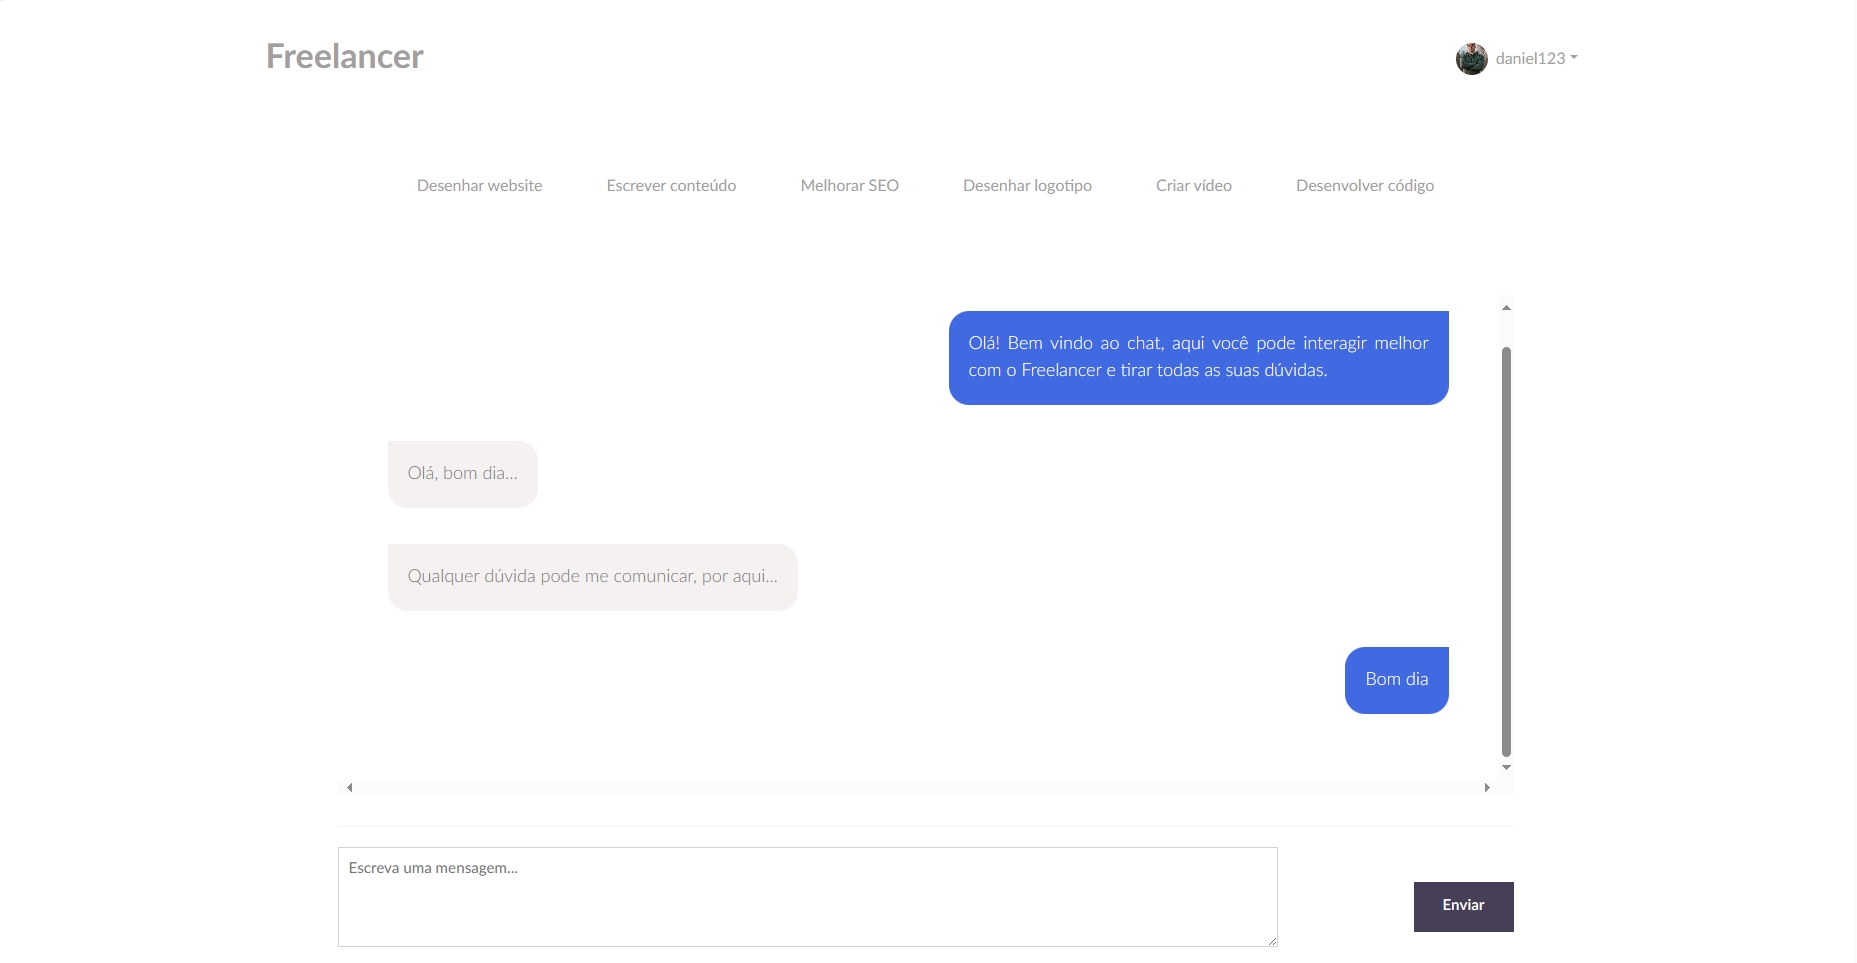 Freelancer
daniel123
Desenhar website
Escrever conteúdo
Melhorar SEO
Desenhar logotipo
Criar vídeo
Desenvolver código
Olá! Bem vindo ao chat, aqui você pode interagir melhor
com o Freelancer e tirar todas as suas dúvidas.
Olá, bom dia...
Qualquer dúvida pode me comunicar, por aqui...
Bom dia
Escreva uma mensagem...
Enviar